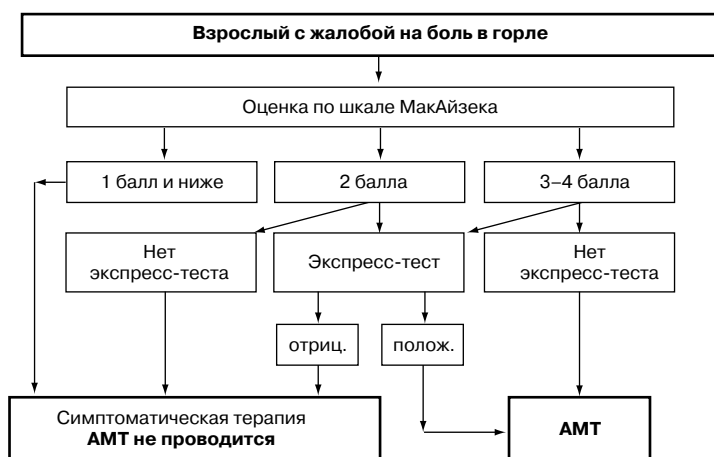 Взрослый с жалобой на боль в горле
Оценка по шкале МакАйзека
1 балл и ниже
2 балла
3–4 балла
Нет
экспресс-теста
Экспресс-тест
Нет
экспресс-теста
отриц.
полож.
Симптоматическая терапия
АМТ не проводится
АМТ